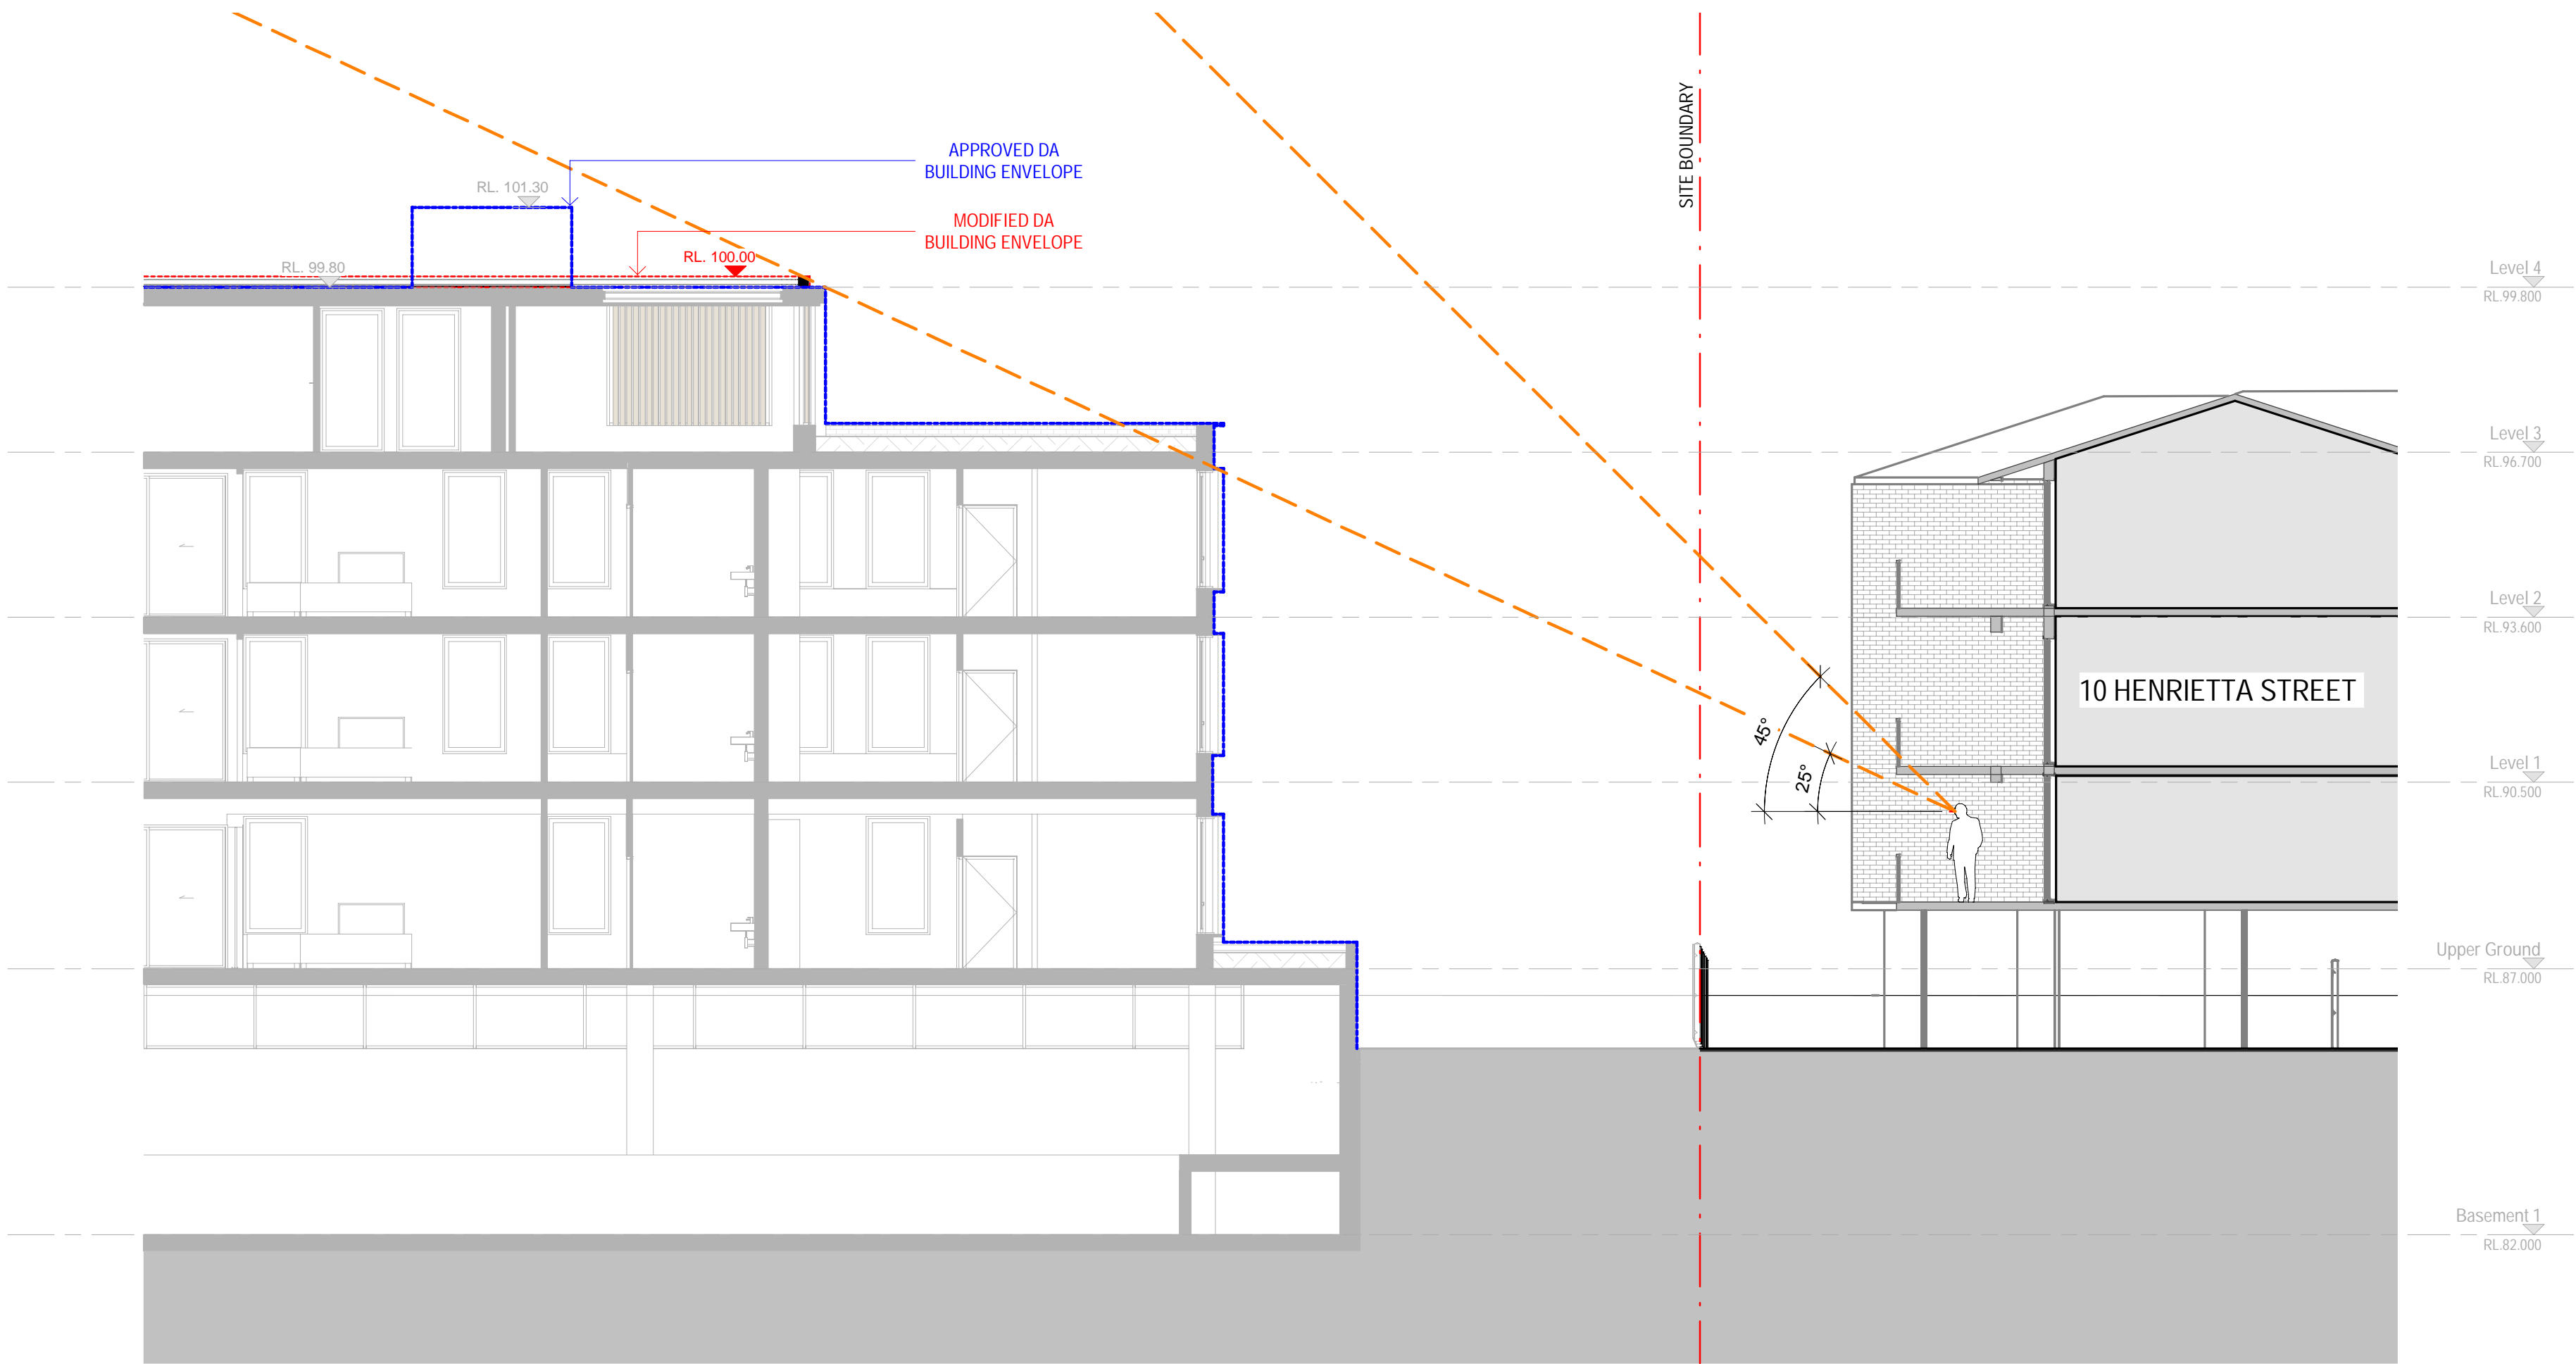 APPROVED DA
BUILDING ENVELOPE
RL. 101.30
MODIFIED DA
BUILDING ENVELOPE
RL. 100.00
RL. 99.80
SITE BOUNDARY
Level 4
RL.99.800
Level 3
RL.96.700
Level 2
RL.93.600
10 HENRIETTA STREET
45°
25°
Level 1
RL.90.500
Upper Ground
RL.87.000
Basement 1
RL.82.000